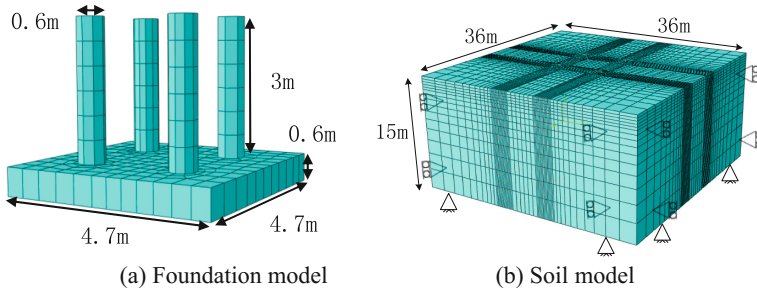 0.6m
3m
0.6m
4.7m
4.7m
(a) Foundation model
36m
36m
15m
(b) Soil model